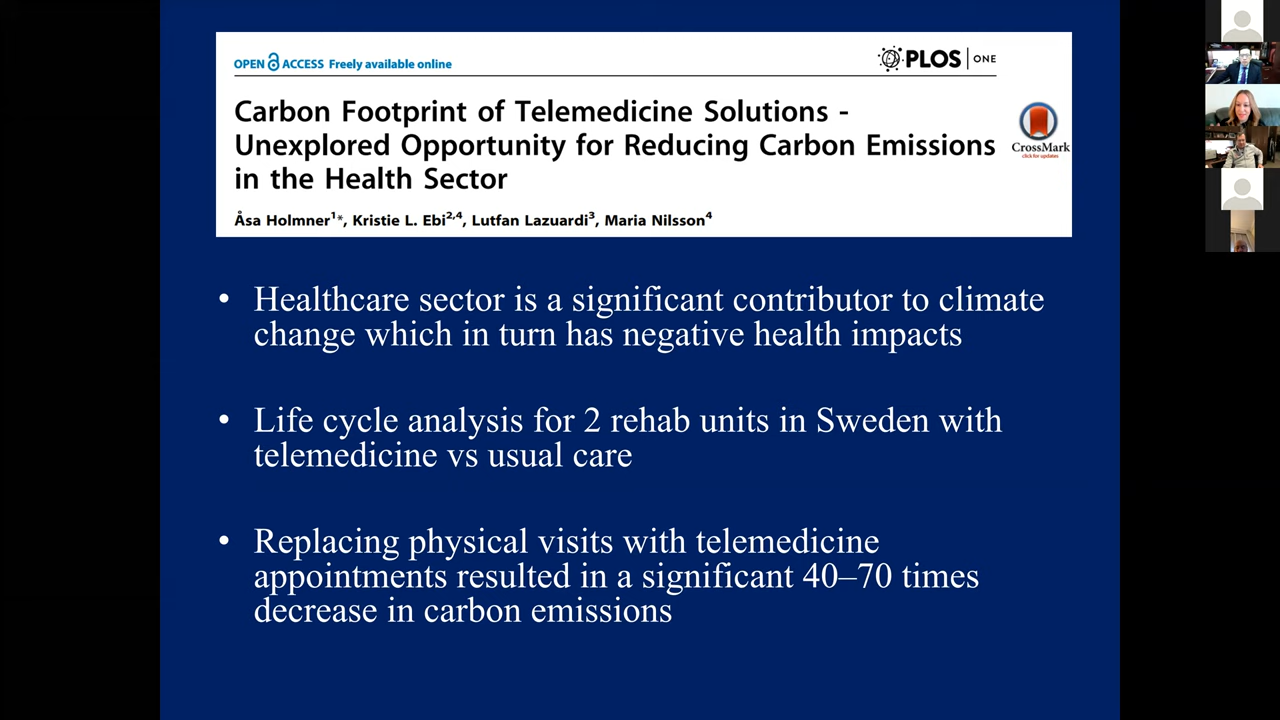 OPEN ACCESS Freely available online
PLOS ONE
Carbon Footprint of Telemedicine Solutions -
Unexplored Opportunity for Reducing Carbon Emissions
in the Health Sector
CrossMark
click for updates
Åsa Holmner1*, Kristie L. Ebi2,4, Lutfan Lazuardi3, Maria Nilsson4
• Healthcare sector is a significant contributor to climate
change which in turn has negative health impacts
• Life cycle analysis for 2 rehab units in Sweden with
telemedicine vs usual care
• Replacing physical visits with telemedicine
appointments resulted in a significant 40–70 times
decrease in carbon emissions